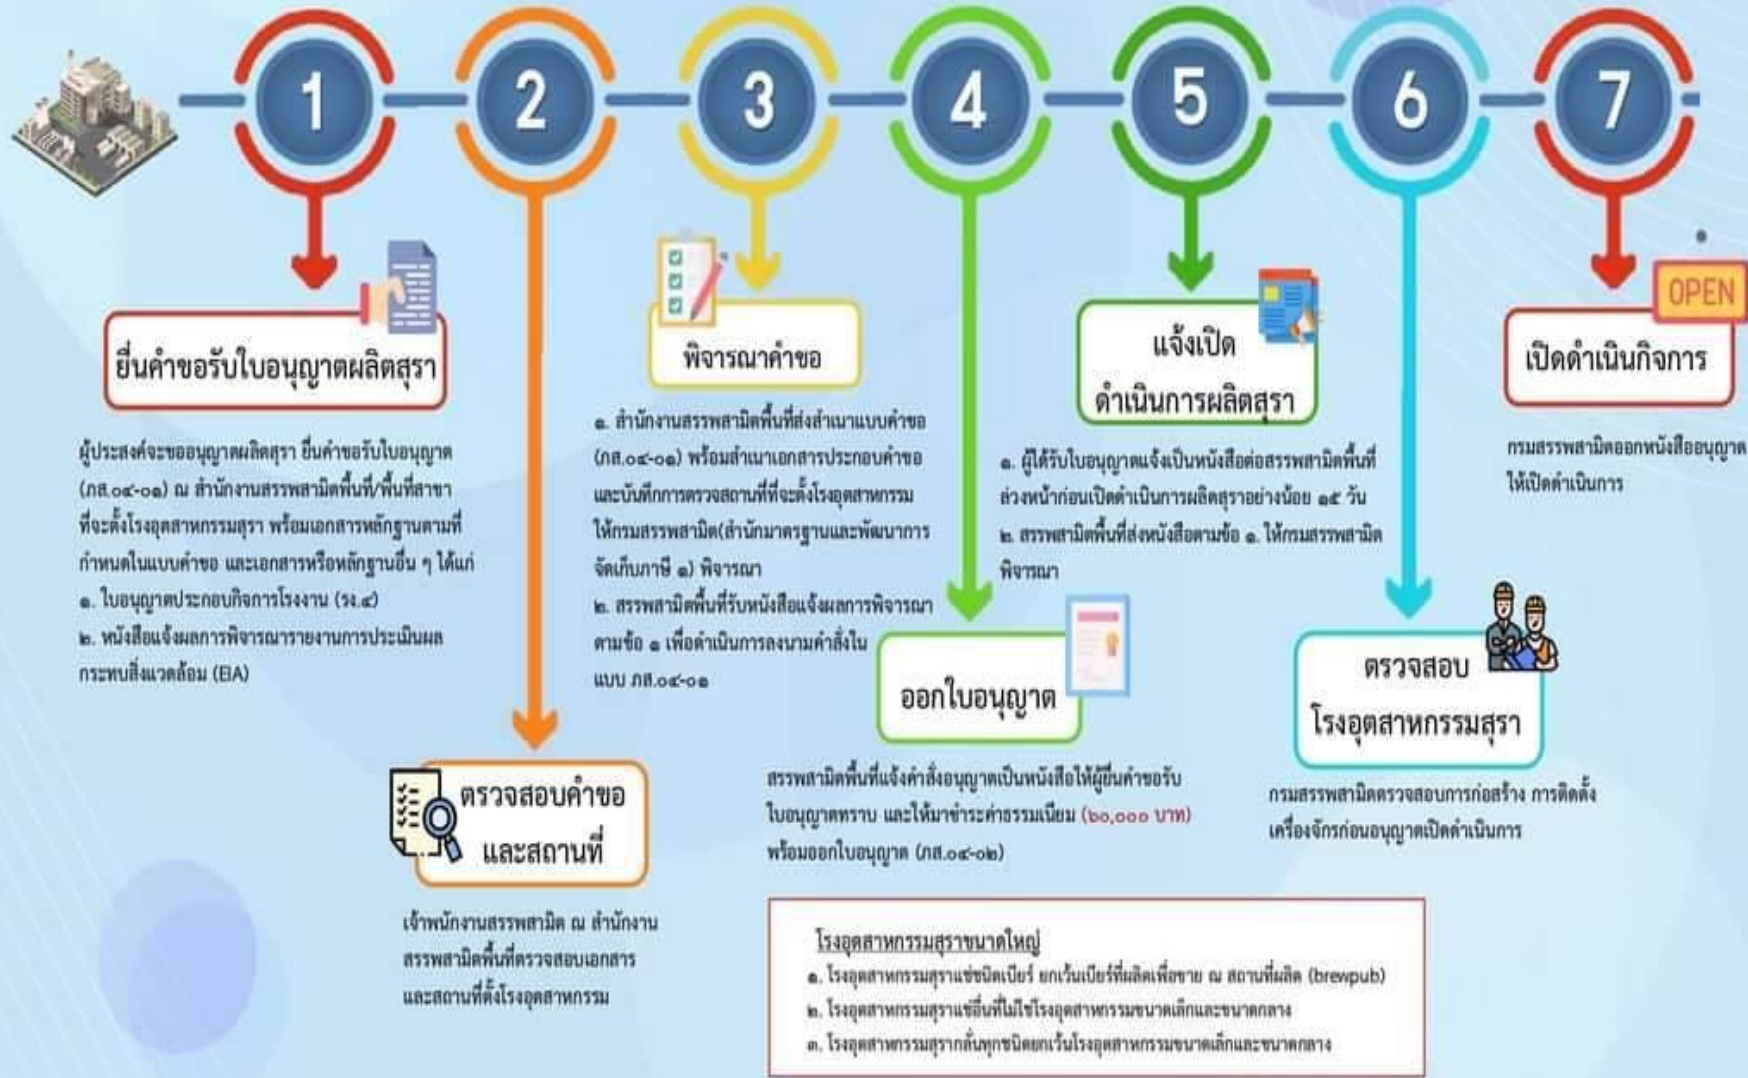 1
2
3
4
5
6
7
ยื่นคำขอรับใบอนุญาตผลิตสุรา
ผู้ประสงค์จะขออนุญาตผลิตสุรา ยื่นคำขอรับใบอนุญาต
(ภส.๐๔-๐๑) ณ สำนักงานสรรพสามิตพื้นที่/พื้นที่สาขา
ที่จะตั้งโรงอุตสาหกรรมสุรา พร้อมเอกสารหลักฐานตามที่
กำหนดในแบบคำขอ และเอกสารหรือหลักฐานอื่น ๆ ได้แก่
๑. ใบอนุญาตประกอบกิจการโรงงาน (รง.๔)
๒. หนังสือแจ้งผลการพิจารณารายงานการประเมินผล
กระทบสิ่งแวดล้อม (EIA)
ตรวจสอบคำขอ
และสถานที่
เจ้าพนักงานสรรพสามิต ณ สำนักงาน
สรรพสามิตพื้นที่ตรวจสอบเอกสาร
และสถานที่ตั้งโรงอุตสาหกรรม
พิจารณาคำขอ
๑. สำนักงานสรรพสามิตพื้นที่ส่งสำเนาแบบคำขอ
(ภส.๐๔-๐๑) พร้อมสำเนาเอกสารประกอบคำขอ
และบันทึกการตรวจสถานที่ที่จะตั้งโรงอุตสาหกรรม
ให้กรมสรรพสามิต(สำนักมาตรฐานและพัฒนาการ
จัดเก็บภาษี ๑) พิจารณา
๒. สรรพสามิตพื้นที่รับหนังสือแจ้งผลการพิจารณา
ตามข้อ ๑ เพื่อดำเนินการลงนามคำสั่งใน
แบบ ภส.๐๔-๐๑
ออกใบอนุญาต
สรรพสามิตพื้นที่แจ้งคำสั่งอนุญาตเป็นหนังสือให้ผู้ยื่นคำขอรับ
ใบอนุญาตทราบ และให้มาชำระค่าธรรมเนียม (๖๐,๐๐๐ บาท)
พร้อมออกใบอนุญาต (ภส.๐๔-๐๒)
แจ้งเปิด
ดำเนินการผลิตสุรา
๑. ผู้ได้รับใบอนุญาตแจ้งเป็นหนังสือต่อสรรพสามิตพื้นที่
ล่วงหน้าก่อนเปิดดำเนินการผลิตสุราอย่างน้อย ๑๕ วัน
๒. สรรพสามิตพื้นที่ส่งหนังสือตามข้อ ๑. ให้กรมสรรพสามิต
พิจารณา
ตรวจสอบ
โรงอุตสาหกรรมสุรา
กรมสรรพสามิตตรวจสอบการก่อสร้าง การติดตั้ง
เครื่องจักรก่อนอนุญาตเปิดดำเนินการ
OPEN
เปิดดำเนินกิจการ
กรมสรรพสามิตออกหนังสืออนุญาต
ให้เปิดดำเนินการ
โรงอุตสาหกรรมสุราขนาดใหญ่
๑. โรงอุตสาหกรรมสุราแช่ชนิดเบียร์ ยกเว้นเบียร์ที่ผลิตเพื่อขาย ณ สถานที่ผลิต (brewpub)
๒. โรงอุตสาหกรรมสุราแช่อื่นที่ไม่ใช่โรงอุตสาหกรรมขนาดเล็กและขนาดกลาง
๓. โรงอุตสาหกรรมสุรากลั่นทุกชนิดยกเว้นโรงอุตสาหกรรมขนาดเล็กและขนาดกลาง